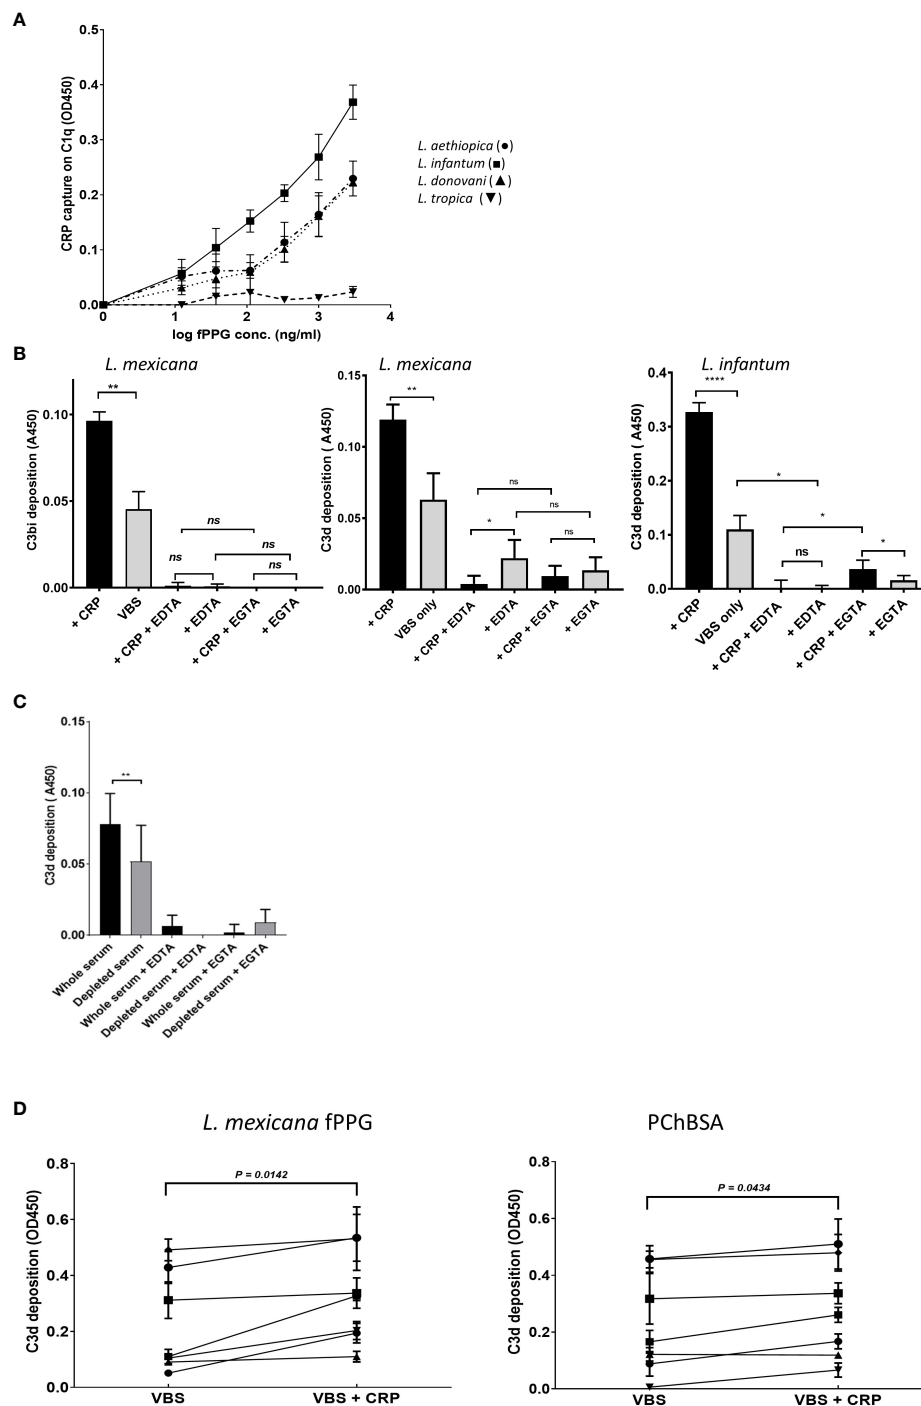 A
0.5
0.4
0.3
0.2
0.1
0.0
CRP capture on C1q (OD450)
0 1 2 3 4
log fPPG conc. (ng/ml)
L. aethiopica (●)
L. infantum (■)
L. donovani (▲)
L. tropica (▼)
B
L. mexicana
C3bi deposition (A450)
0.10
0.05
0.00
**
ns
ns
ns
ns
+ CRP
VBS
+ CRP + EDTA
+ EDTA
+ CRP + EGTA
+ EGTA
L. mexicana
C3d deposition ( A450)
0.15
0.10
0.05
0.00
**
ns
ns
*
ns
+ CRP
VBS only
+ CRP + EDTA
+ EDTA
+ CRP + EGTA
+ EGTA
L. infantum
C3d deposition ( A450)
0.4
0.3
0.2
0.1
0.0
****
*
*
ns
*
+ CRP
VBS only
+ CRP + EDTA
+ EDTA
+ CRP + EGTA
+ EGTA
C
C3d deposition ( A450)
0.15
0.10
0.05
0.00
**
Whole serum
Depleted serum
Whole serum + EDTA
Depleted serum + EDTA
Whole serum + EGTA
Depleted serum + EGTA
D
L. mexicana fPPG
C3d deposition (OD450)
0.8
0.6
0.4
0.2
0.0
P = 0.0142
VBS
VBS + CRP
PChBSA
C3d deposition (OD450)
0.8
0.6
0.4
0.2
0.0
P = 0.0434
VBS
VBS + CRP